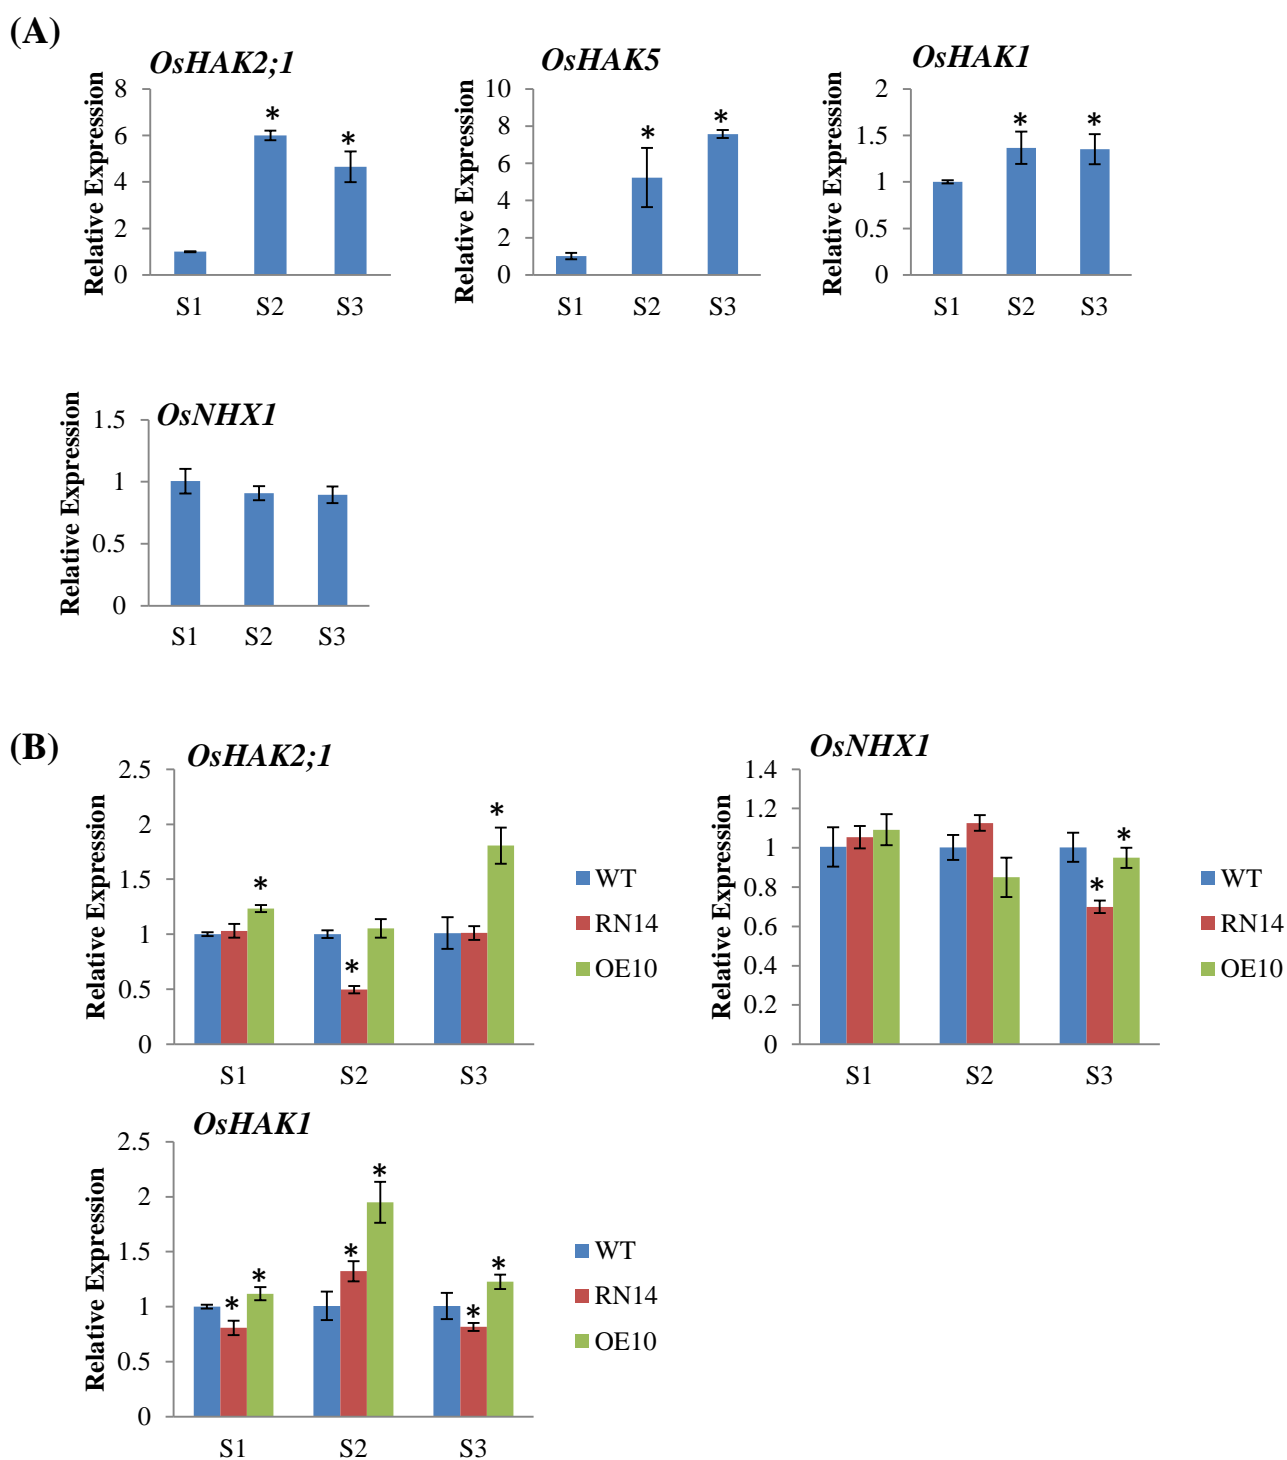 (A)
OsHAK2;1
Relative Expression
8
6
4
2
0
*
*
S1 S2 S3
OsHAK5
Relative Expression
10
8
6
4
2
0
*
*
S1 S2 S3
OsHAK1
Relative Expression
2
1.5
1
0.5
0
*
*
S1 S2 S3
OsNHX1
Relative Expression
1.5
1
0.5
0
S1 S2 S3
(B)
OsHAK2;1
Relative Expression
2.5
2
1.5
1
0.5
0
*
*
*
S1 S2 S3
WT
RN14
OE10
OsNHX1
Relative Expression
1.4
1.2
1
0.8
0.6
0.4
0.2
0
*
*
S1 S2 S3
WT
RN14
OE10
OsHAK1
Relative Expression
2.5
2
1.5
1
0.5
0
*
*
*
*
*
*
S1 S2 S3
WT
RN14
OE10